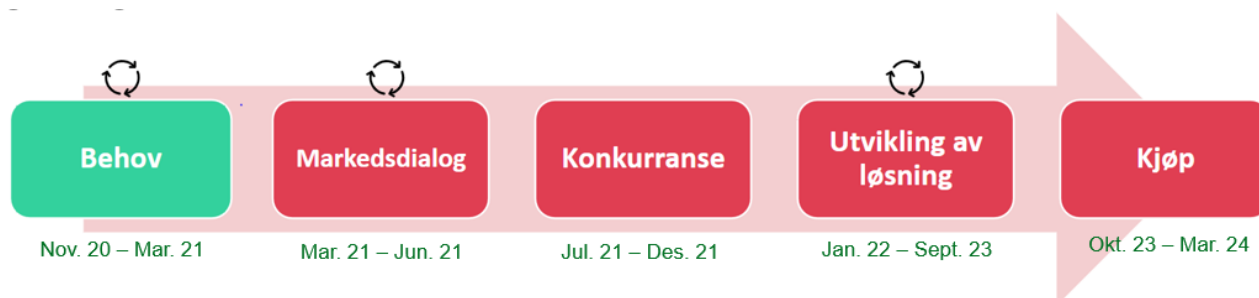 Behov
Markedsdialog
Konkurranse
Utvikling av
løsning
Kjøp
Nov. 20 – Mar. 21
Mar. 21 – Jun. 21
Jul. 21 – Des. 21
Jan. 22 – Sept. 23
Okt. 23 – Mar. 24